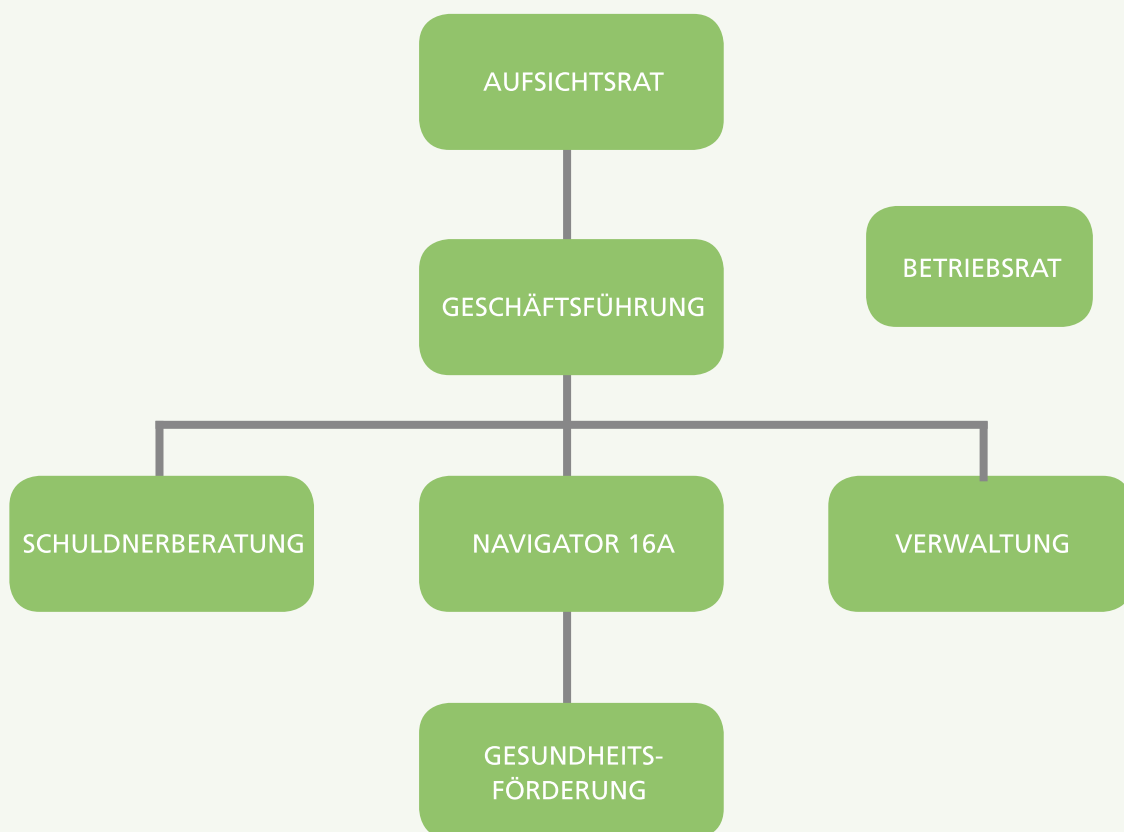 AUFSICHTSRAT
BETRIEBSRAT
GESCHÄFTSFÜHRUNG
SCHULDNERBERATUNG
NAVIGATOR 16A
VERWALTUNG
GESUNDHEITS-
FÖRDERUNG